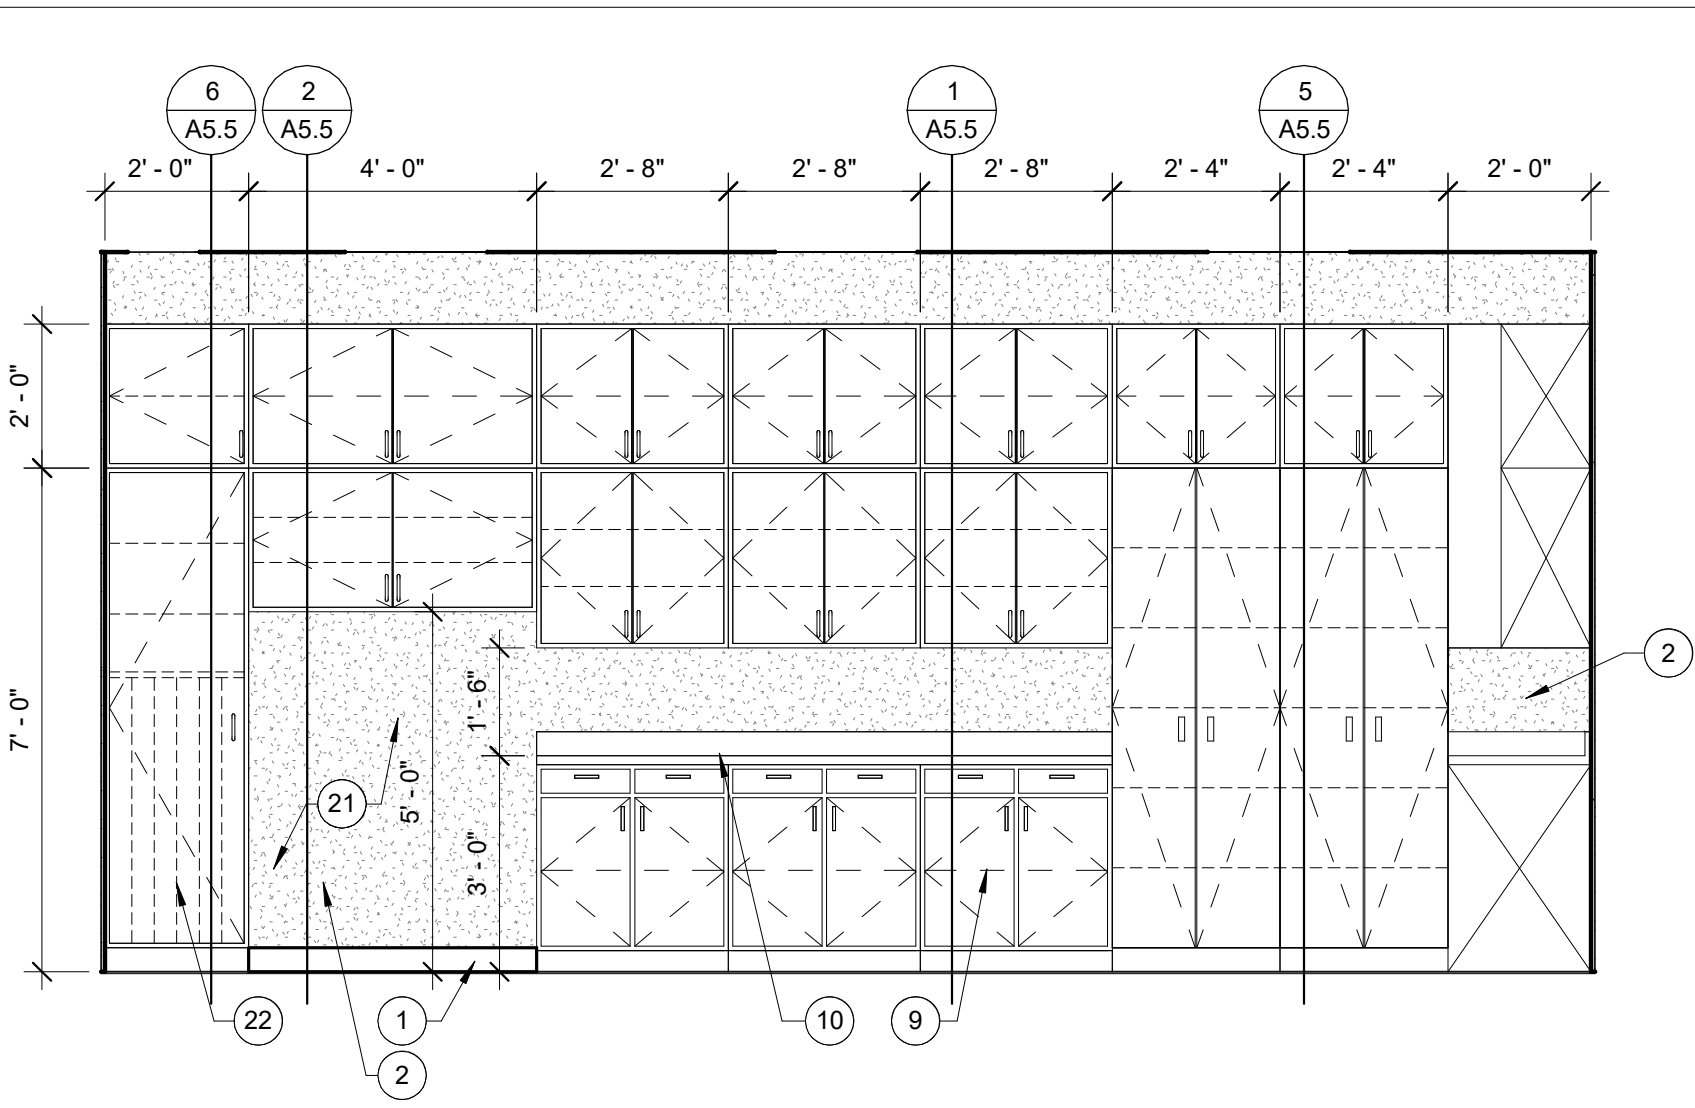 6
A5.5
2
A5.5
1
A5.5
5
A5.5
2' - 0"
4' - 0"
2' - 8"
2' - 8"
2' - 8"
2' - 4"
2' - 4"
2' - 0"
2' - 0"
7' - 0"
1' - 6"
5' - 0"
3' - 0"
2
21
22
1
10
9
2